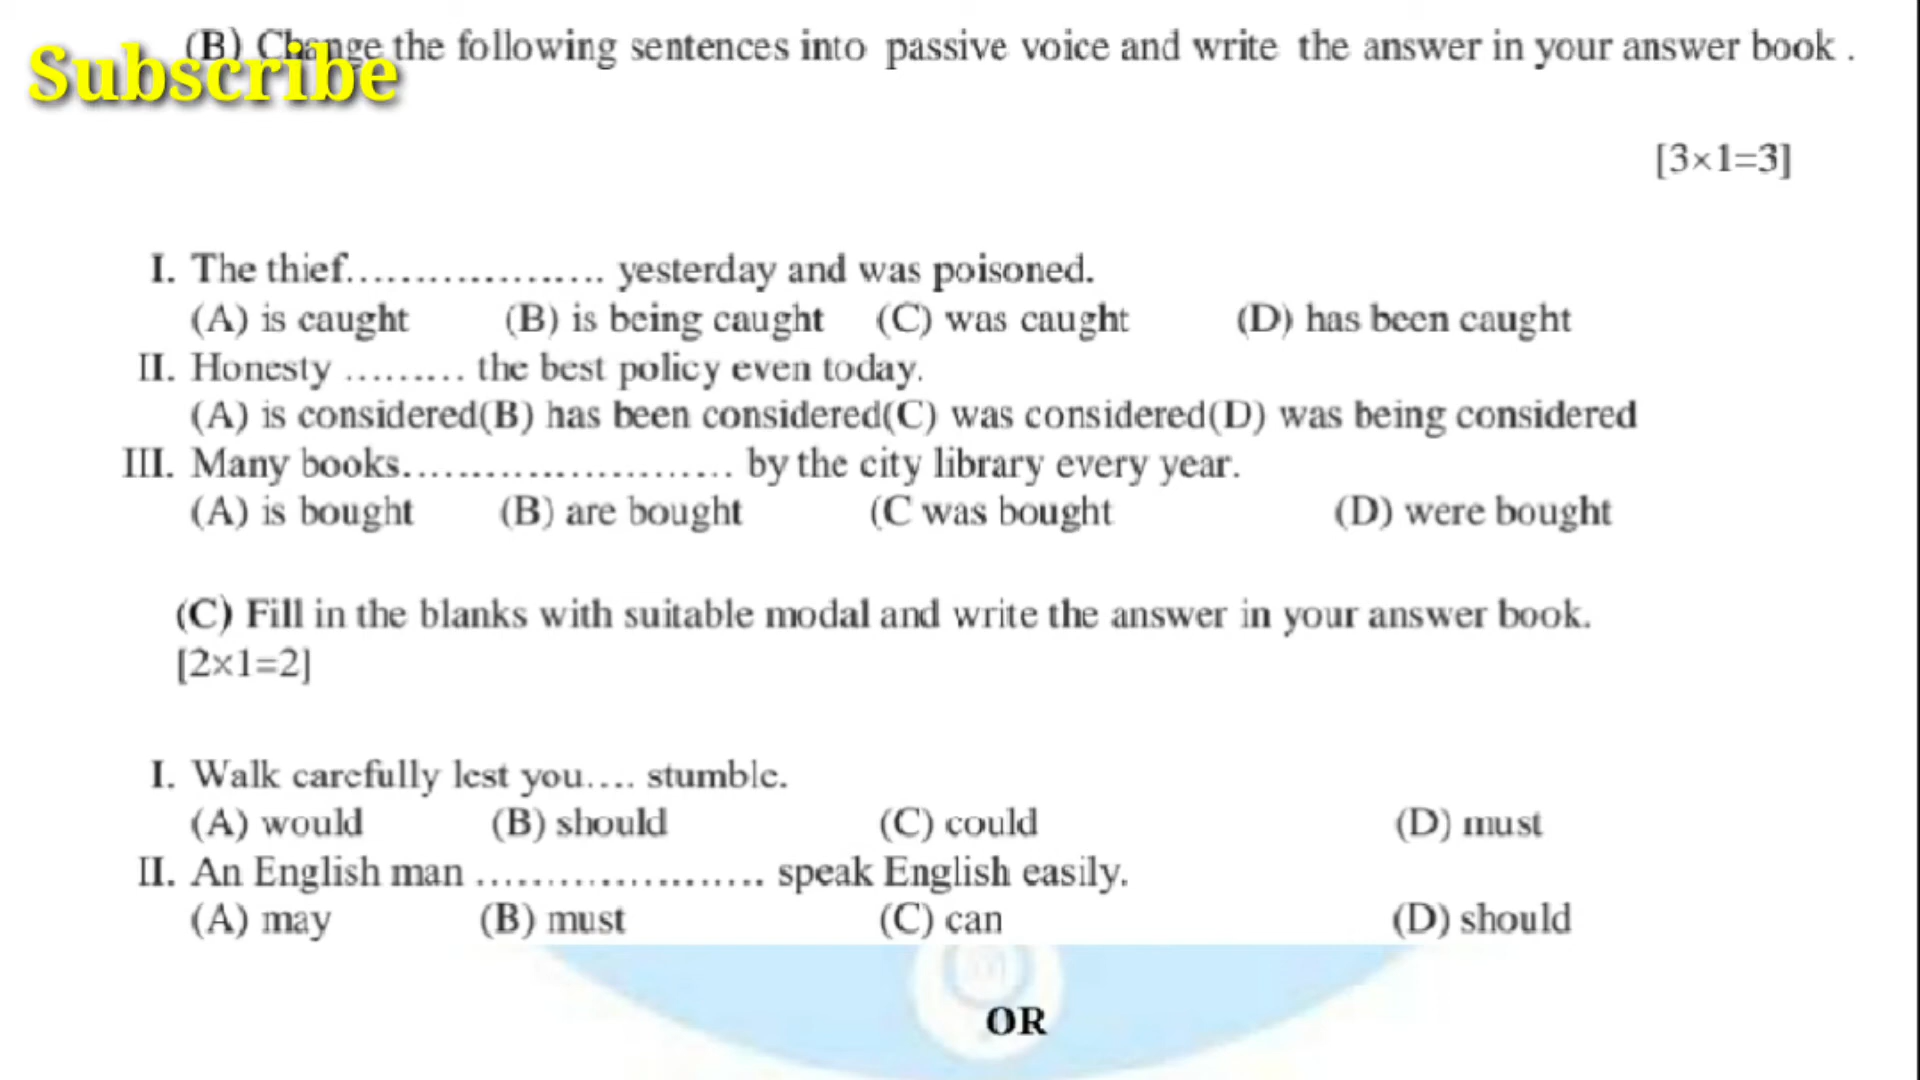 (B) Change the following sentences into passive voice and write the answer in your answer book .
Subscribe
[3×1=3]
I. The thief................... yesterday and was poisoned.
(A) is caught (B) is being caught (C) was caught (D) has been caught
II. Honesty ......... the best policy even today.
(A) is considered(B) has been considered(C) was considered(D) was being considered
III. Many books........................ by the city library every year.
(A) is bought (B) are bought (C was bought (D) were bought
(C) Fill in the blanks with suitable modal and write the answer in your answer book.
[2×1=2]
I. Walk carefully lest you.... stumble.
(A) would (B) should (C) could (D) must
II. An English man ..................... speak English easily.
(A) may (B) must (C) can (D) should
OR